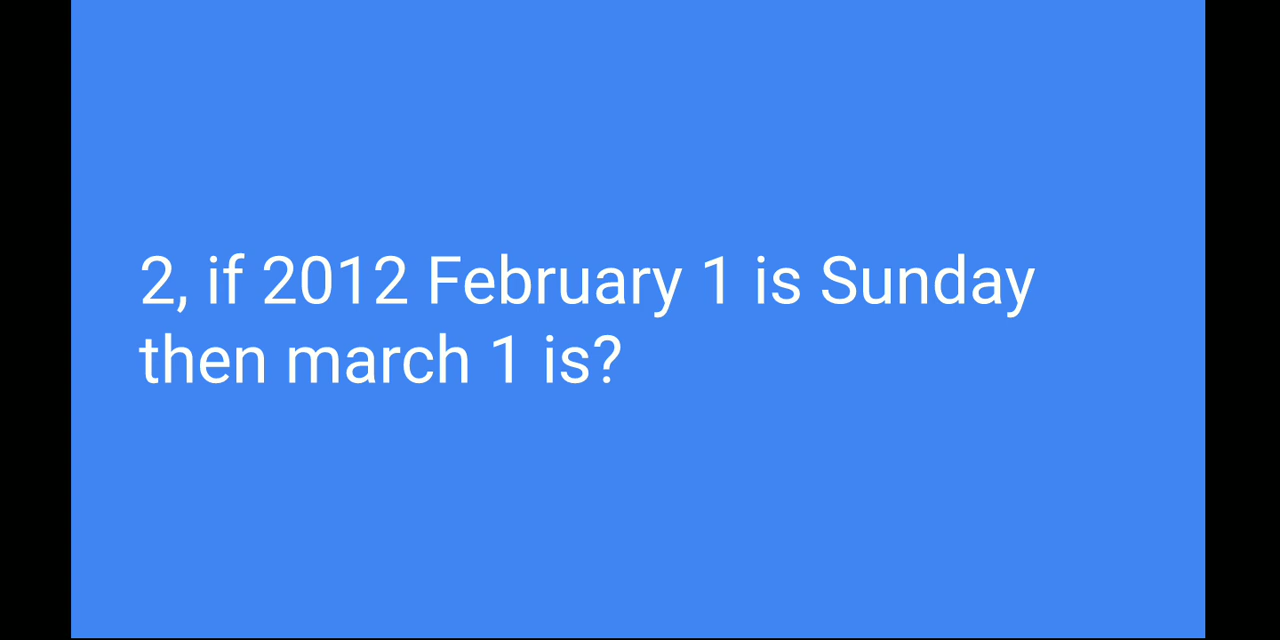 2, if 2012 February 1 is Sunday
then march 1 is?